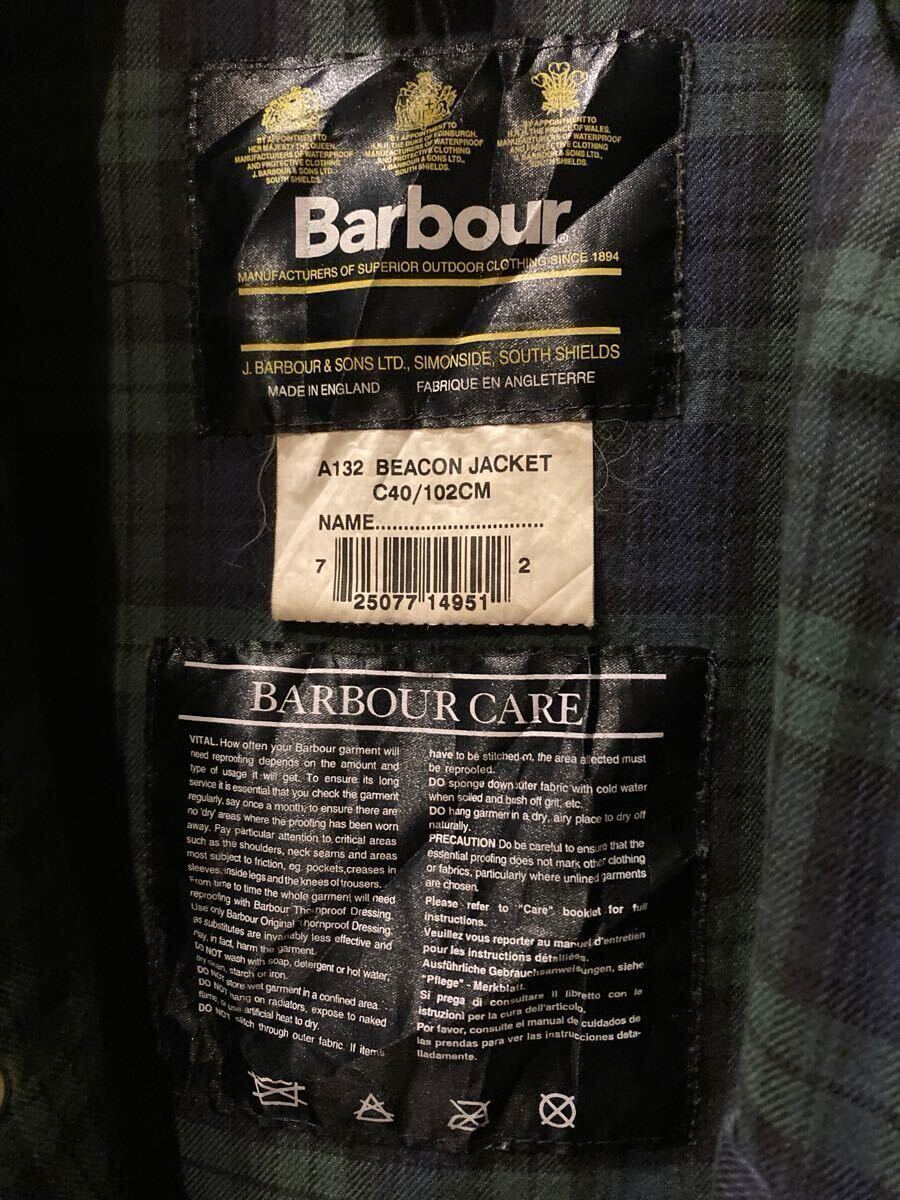 BY APPOINTMENT TO
HER MAJESTY THE QUEEN.
MANUFACTURERS OF WATERPROOF
AND PROTECTIVE CLOTHING
J. BARBOUR & SONS LTD.,
SOUTH SHIELDS.
BY APPOINTMENT TO
H.R.H. THE DUKE OF EDINBURGH.
MANUFACTURERS OF WATERPROOF
AND PROTECTIVE CLOTHING
J. BARBOUR & SONS LTD.,
SOUTH SHIELDS.
BY APPOINTMENT TO
H.R.H. THE PRINCE OF WALES.
MANUFACTURERS OF WATERPROOF
AND PROTECTIVE CLOTHING
J. BARBOUR & SONS LTD.,
SOUTH SHIELDS.
Barbour®
MANUFACTURERS OF SUPERIOR OUTDOOR CLOTHING SINCE 1894
J. BARBOUR & SONS LTD., SIMONSIDE, SOUTH SHIELDS
MADE IN ENGLAND FABRIQUE EN ANGLETERRE
A132 BEACON JACKET
C40/102CM
NAME..............................
7 25077 14951 2
BARBOUR CARE
VITAL. How often your Barbour garment will
need reproofing depends on the amount and
type of usage it will get. To ensure its long
service it is essential that you check the garment
regularly, say once a month, to ensure there are
no 'dry' areas where the proofing has been worn
away. Pay particular attention to critical areas
such as the shoulders, neck seams and areas
most subject to friction, eg. pockets,creases in
sleeves, inside legs and the knees of trousers.
From time to time the whole garment will need
reproofing with Barbour Thornproof Dressing.
Use only Barbour Original Thornproof Dressing,
as substitutes are invariably less effective and
may, in fact, harm the garment.
DO NOT wash with soap, detergent or hot water;
dry clean, starch or iron.
DO NOT store wet garment in a confined area.
DO NOT hang on radiators, expose to naked
flame, or use artificial heat to dry.
DO NOT stitch through outer fabric. If items
have to be stitched on, the area affected must
be reproofed.
DO sponge down outer fabric with cold water
when soiled and brush off grit, etc.
DO hang garment in a dry, airy place to dry off
naturally.
PRECAUTION Do be careful to ensure that the
essential proofing does not mark other clothing
or fabrics, particularly where unlined garments
are chosen.
Please refer to "Care" booklet for full
instructions.
Veuillez vous reporter au manuel d'entretien
pour les instructions détaillées.
Ausführliche Gebrauchsanweisungen, siehe
"Pflege" - Merkblatt.
Si prega di consultare il libretto con le
istruzioni per la cura dell'articolo.
Por favor, consulte el manual de cuidados de
las prendas para ver las instrucciones deta-
lladamente.